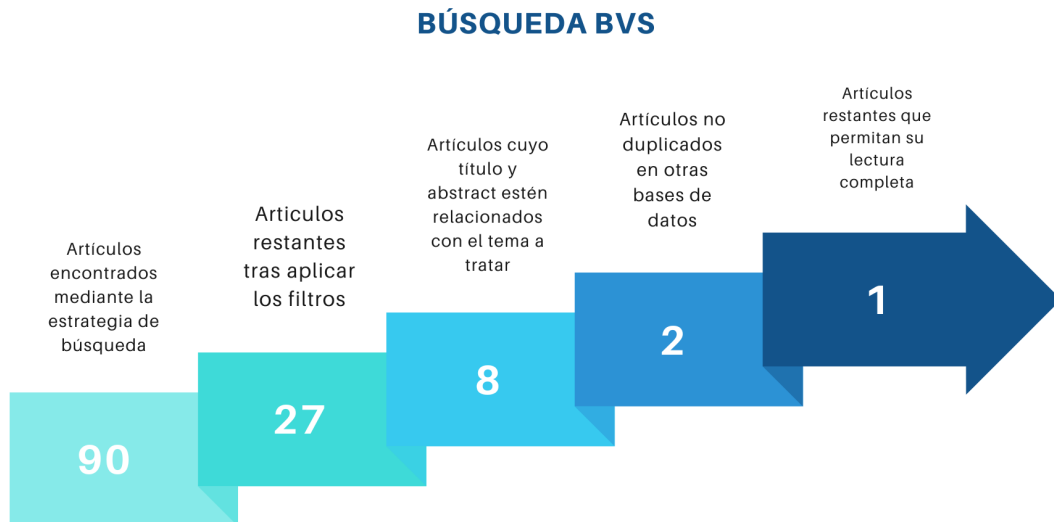 BÚSQUEDA BVS
Artículos
encontrados
mediante la
estrategia de
búsqueda
90
Articulos
restantes
tras aplicar
los filtros
27
Artículos cuyo
título y
abstract estén
relacionados
con el tema a
tratar
8
Artículos no
duplicados
en otras
bases de
datos
2
Artículos
restantes que
permitan su
lectura
completa
1